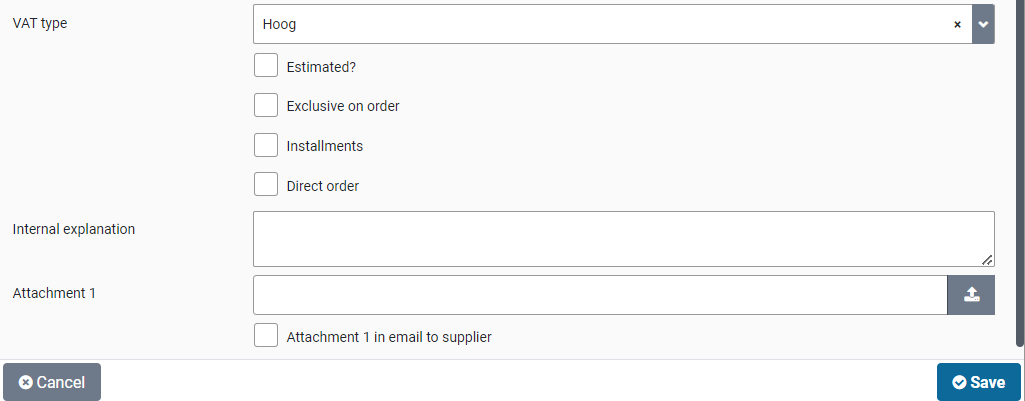 VAT type
Hoog
Estimated?
Exclusive on order
Installments
Direct order
Internal explanation
Attachment 1
Attachment 1 in email to supplier
Cancel
Save